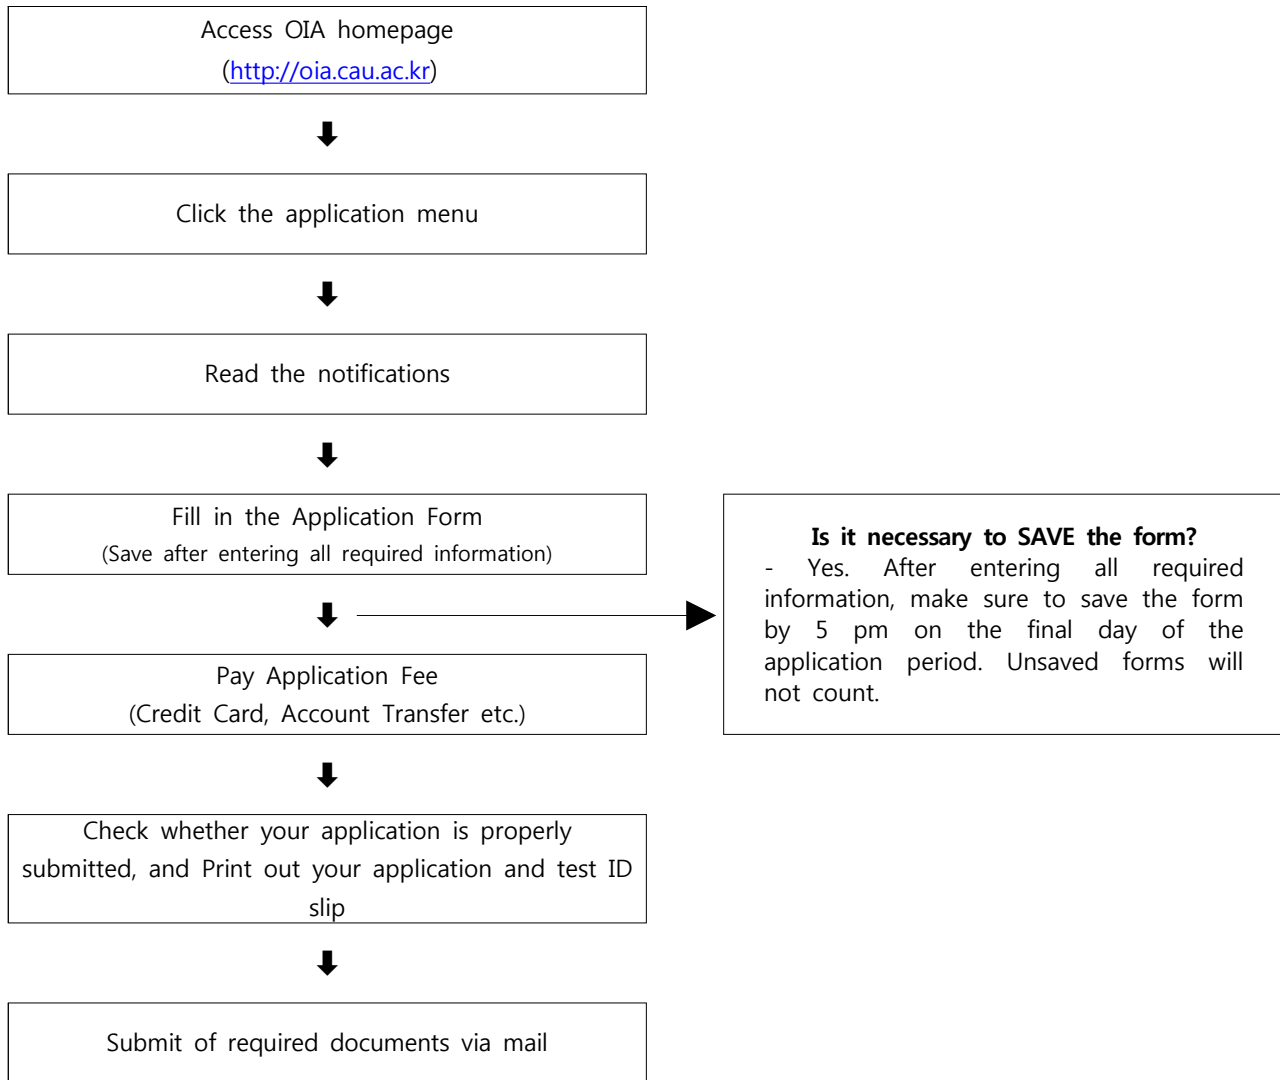 Access OIA homepage
(http://oia.cau.ac.kr)
Click the application menu
Read the notifications
Fill in the Application Form
(Save after entering all required information)
Is it necessary to SAVE the form?
- Yes. After entering all required
information, make sure to save the form
by 5 pm on the final day of the
application period. Unsaved forms will
not count.
Pay Application Fee
(Credit Card, Account Transfer etc.)
Check whether your application is properly
submitted, and Print out your application and test ID
slip
Submit of required documents via mail